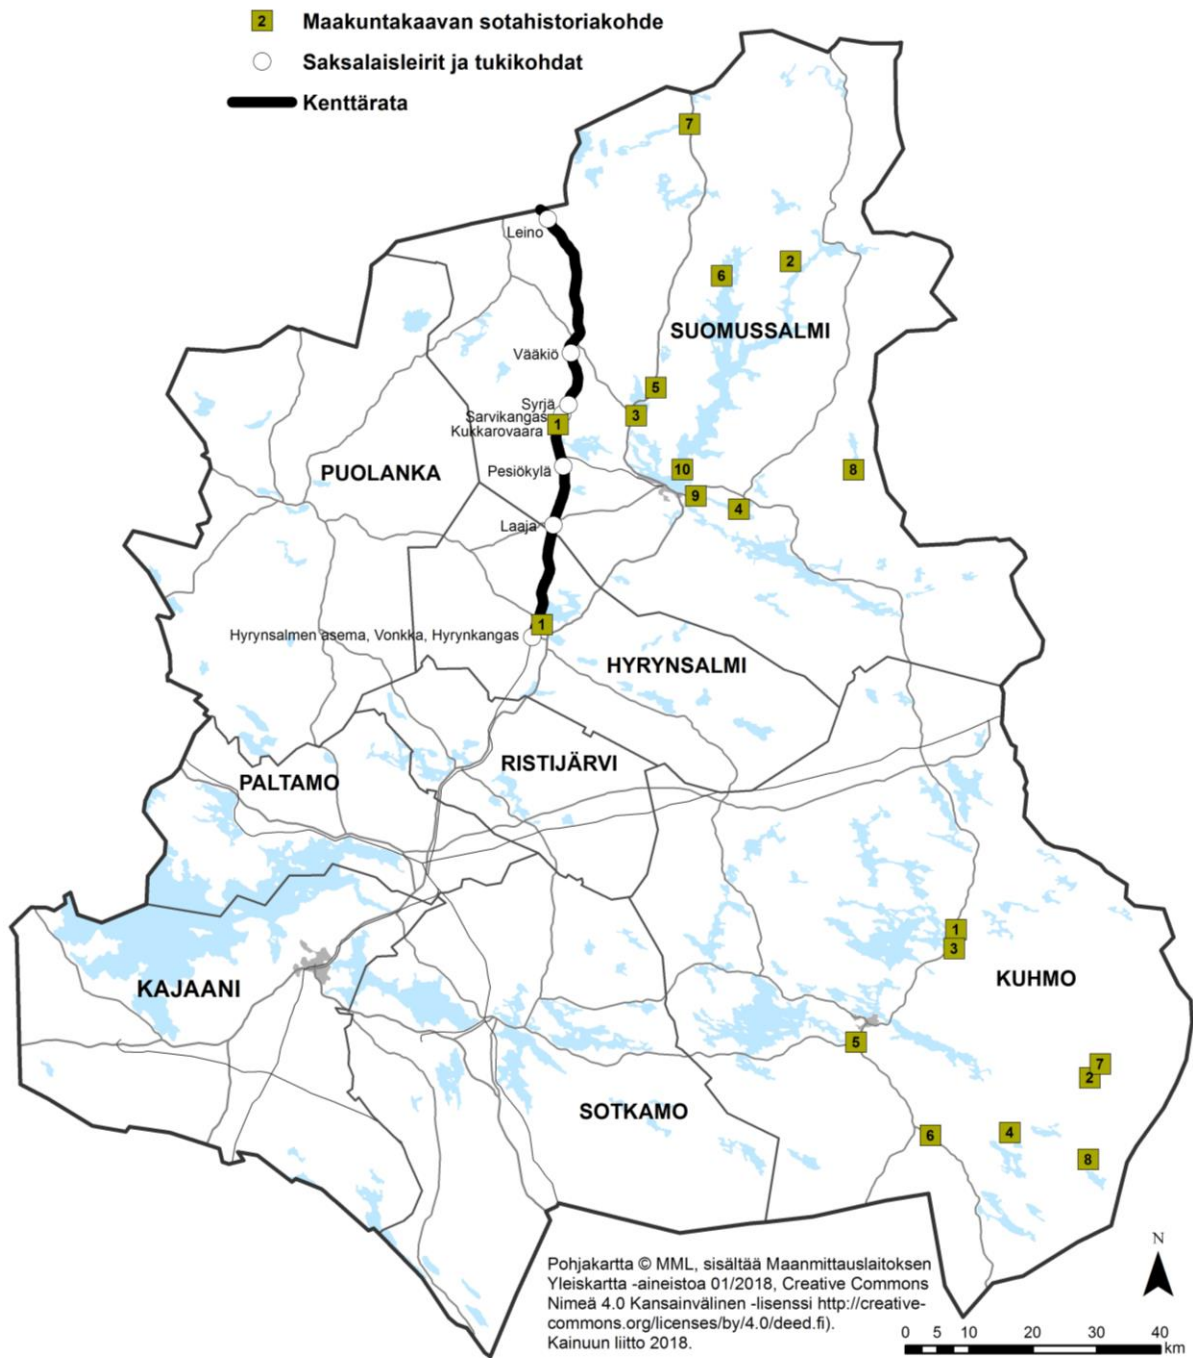 2 Maakuntakaavan sotahistoriakohde
Saksalaisleirit ja tukikohdat
Kenttärata
7
Leino
2
6
SUOMUSSALMI
Vääkiö
5
Syrjä
3
Sarvikangas
1
Kukkarovaara
PUOLANKA
Pesiökylä
10
8
9
4
Laaja
1
Hyrynsalmen asema, Vonkka, Hyrynkangas
HYRYNSALMI
RISTIJÄRVI
PALTAMO
1
3
KUHMO
KAJAANI
5
7
2
SOTKAMO
6
4
8
N
Pohjakartta © MML, sisältää Maanmittauslaitoksen
Yleiskartta -aineistoa 01/2018, Creative Commons
Nimeä 4.0 Kansainvälinen -lisenssi http://creative-
commons.org/licenses/by/4.0/deed.fi).
Kainuun liitto 2018.
0 5 10 20 30 40
km